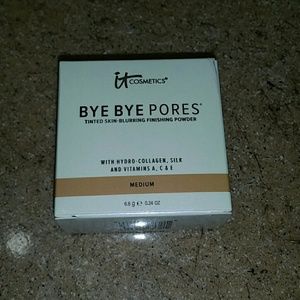 it COSMETICS®
BYE BYE PORES®
TINTED SKIN-BLURRING FINISHING POWDER
WITH HYDRO-COLLAGEN, SILK
AND VITAMINS A, C & E
MEDIUM
6.8 g ℮ 0.24 OZ